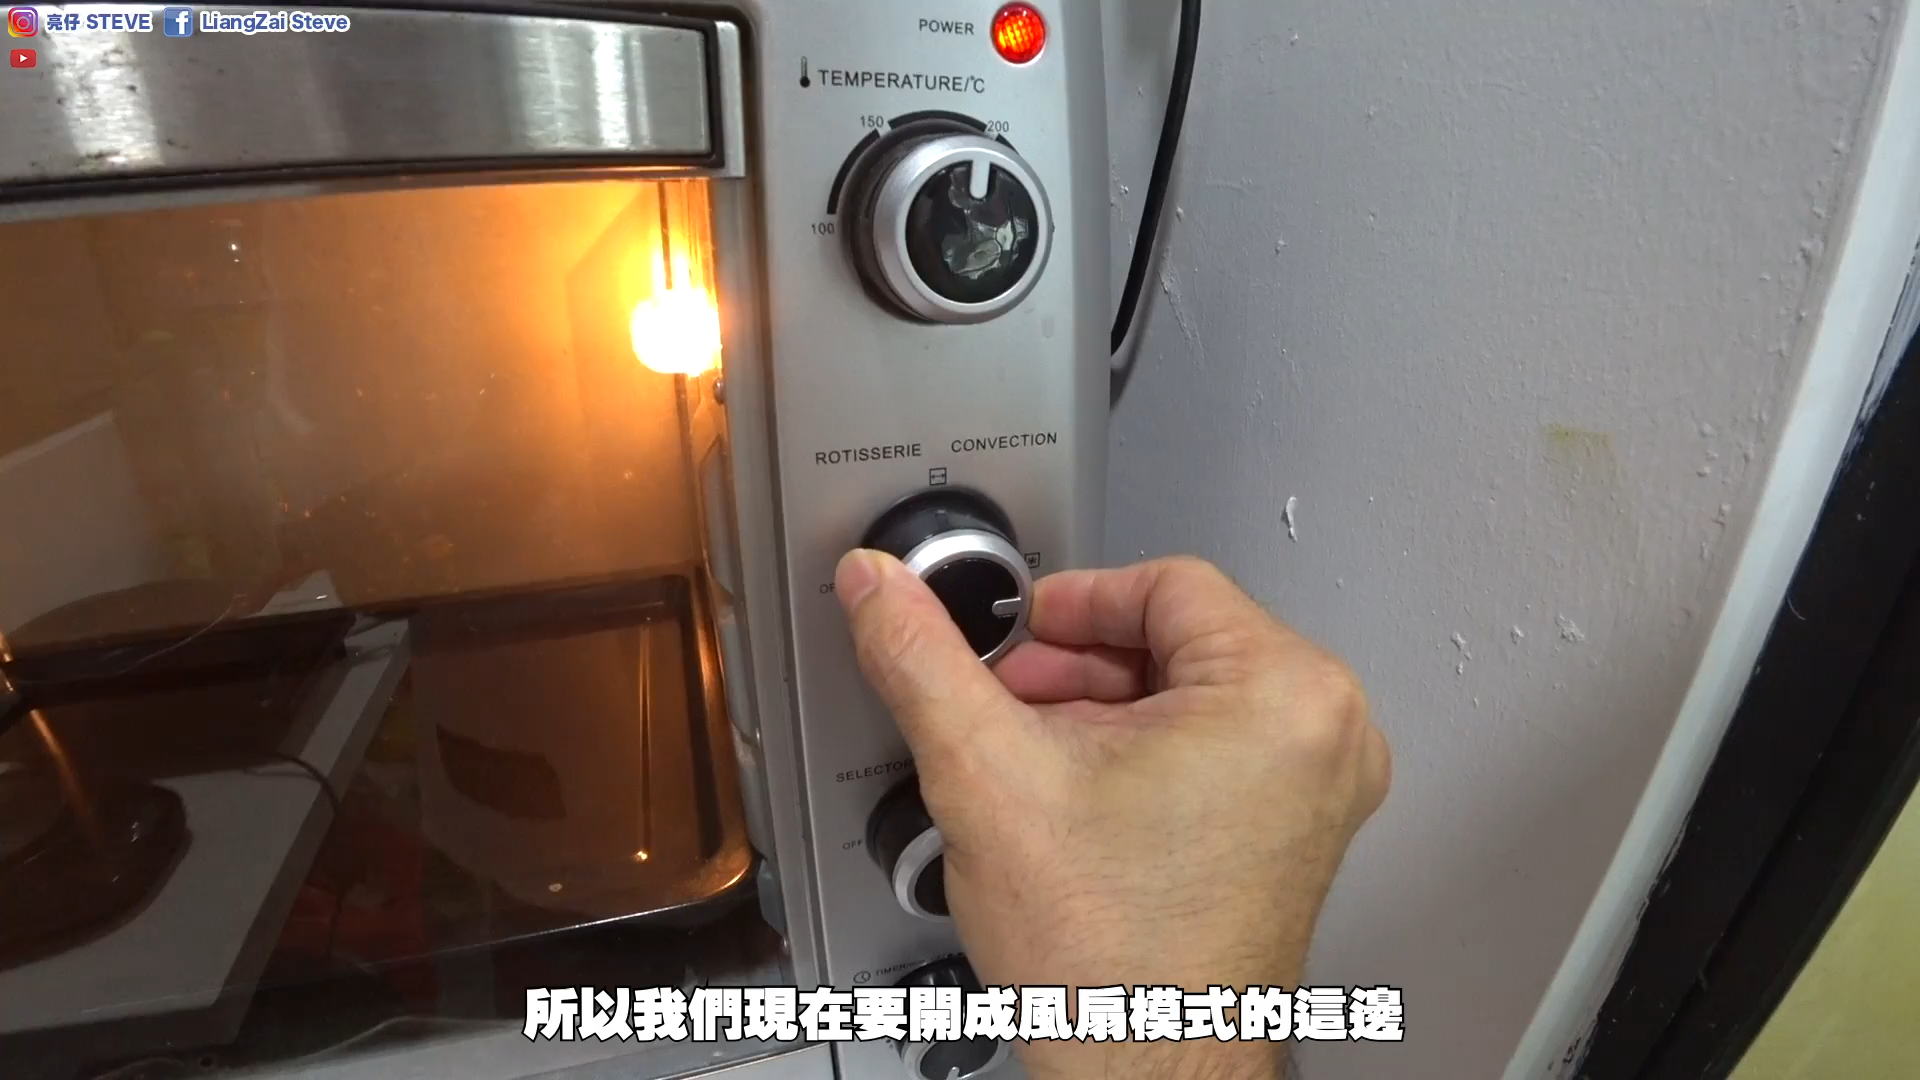 亮仔 STEVE LiangZai Steve
POWER
TEMPERATURE/℃
150
200
100
ROTISSERIE CONVECTION
SELECTOR
OFF
所以我們現在要開成風扇模式的這邊